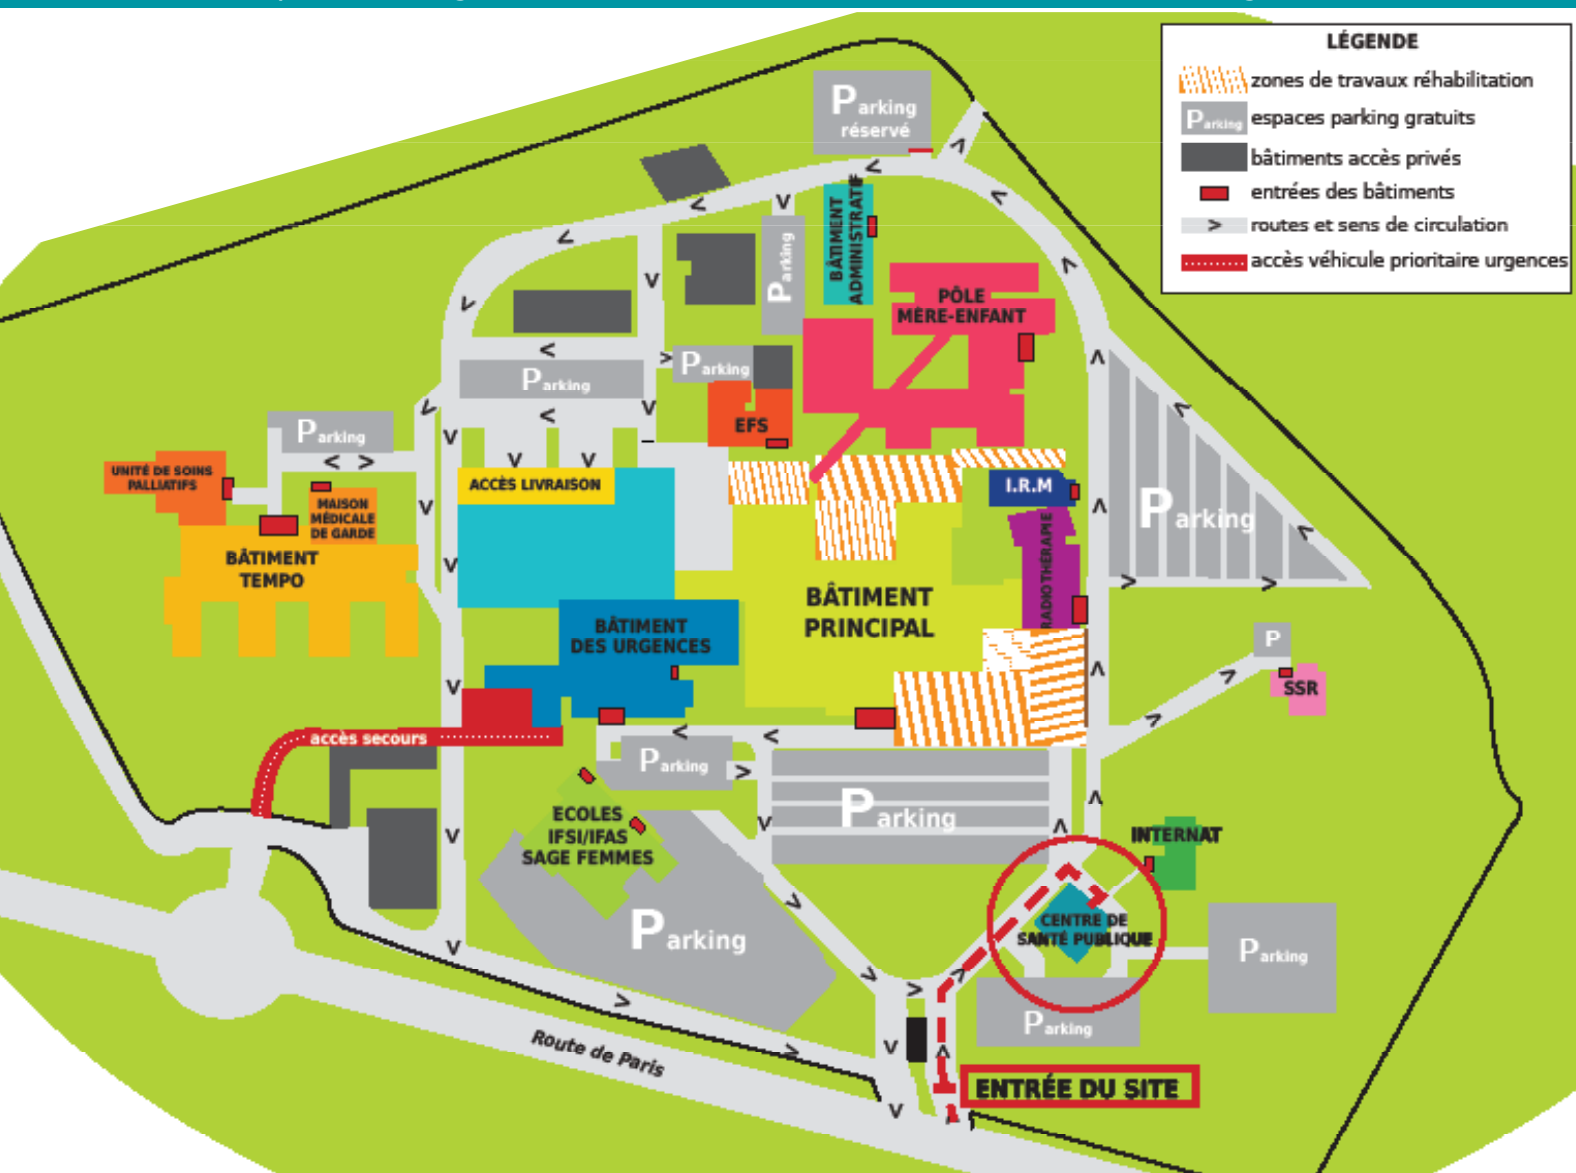 LÉGENDE
zones de travaux réhabilitation
Parking espaces parking gratuits
bâtiments accès privés
entrées des bâtiments
> routes et sens de circulation
accès véhicule prioritaire urgences
Parking
réservé
BÂTIMENT
ADMINISTRATIF
Parking
PÔLE
MÈRE-ENFANT
Parking
Parking
EFS
Parking
UNITÉ DE SOINS
PALLIATIFS
MAISON
MÉDICALE
DE GARDE
BÂTIMENT
TEMPO
ACCÈS LIVRAISON
I.R.M
RADIOTHÉRAPIE
Parking
BÂTIMENT
PRINCIPAL
BÂTIMENT
DES URGENCES
P
SSR
accès secours
Parking
Parking
ECOLES
IFSI/IFAS
SAGE FEMMES
INTERNAT
Parking
CENTRE DE
SANTÉ PUBLIQUE
Parking
Parking
Route de Paris
ENTRÉE DU SITE